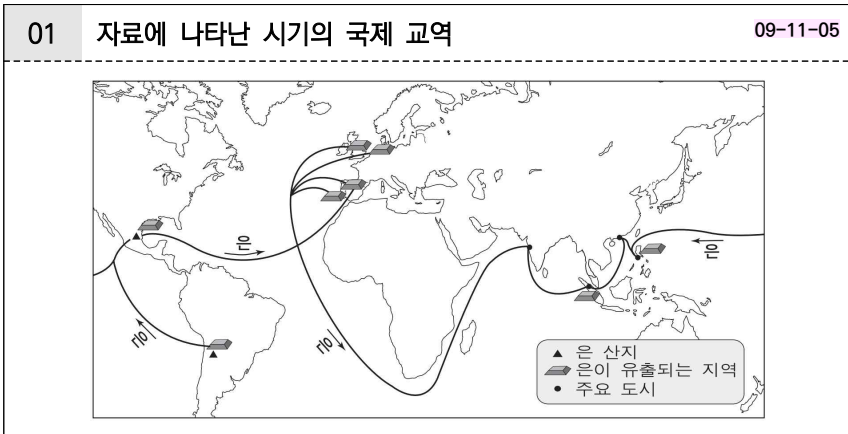 01 자료에 나타난 시기의 국제 교역 09-11-05
은
은
은
은
▲ 은 산지
은이 유출되는 지역
● 주요 도시